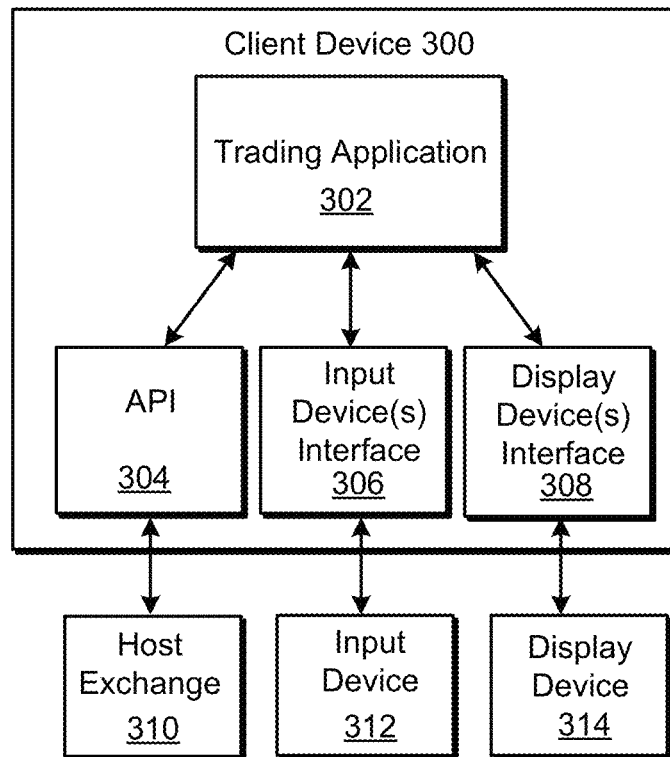 Client Device 300
Trading Application
302
API
304
Input
Device(s)
Interface
306
Display
Device(s)
Interface
308
Host
Exchange
310
Input
Device
312
Display
Device
314